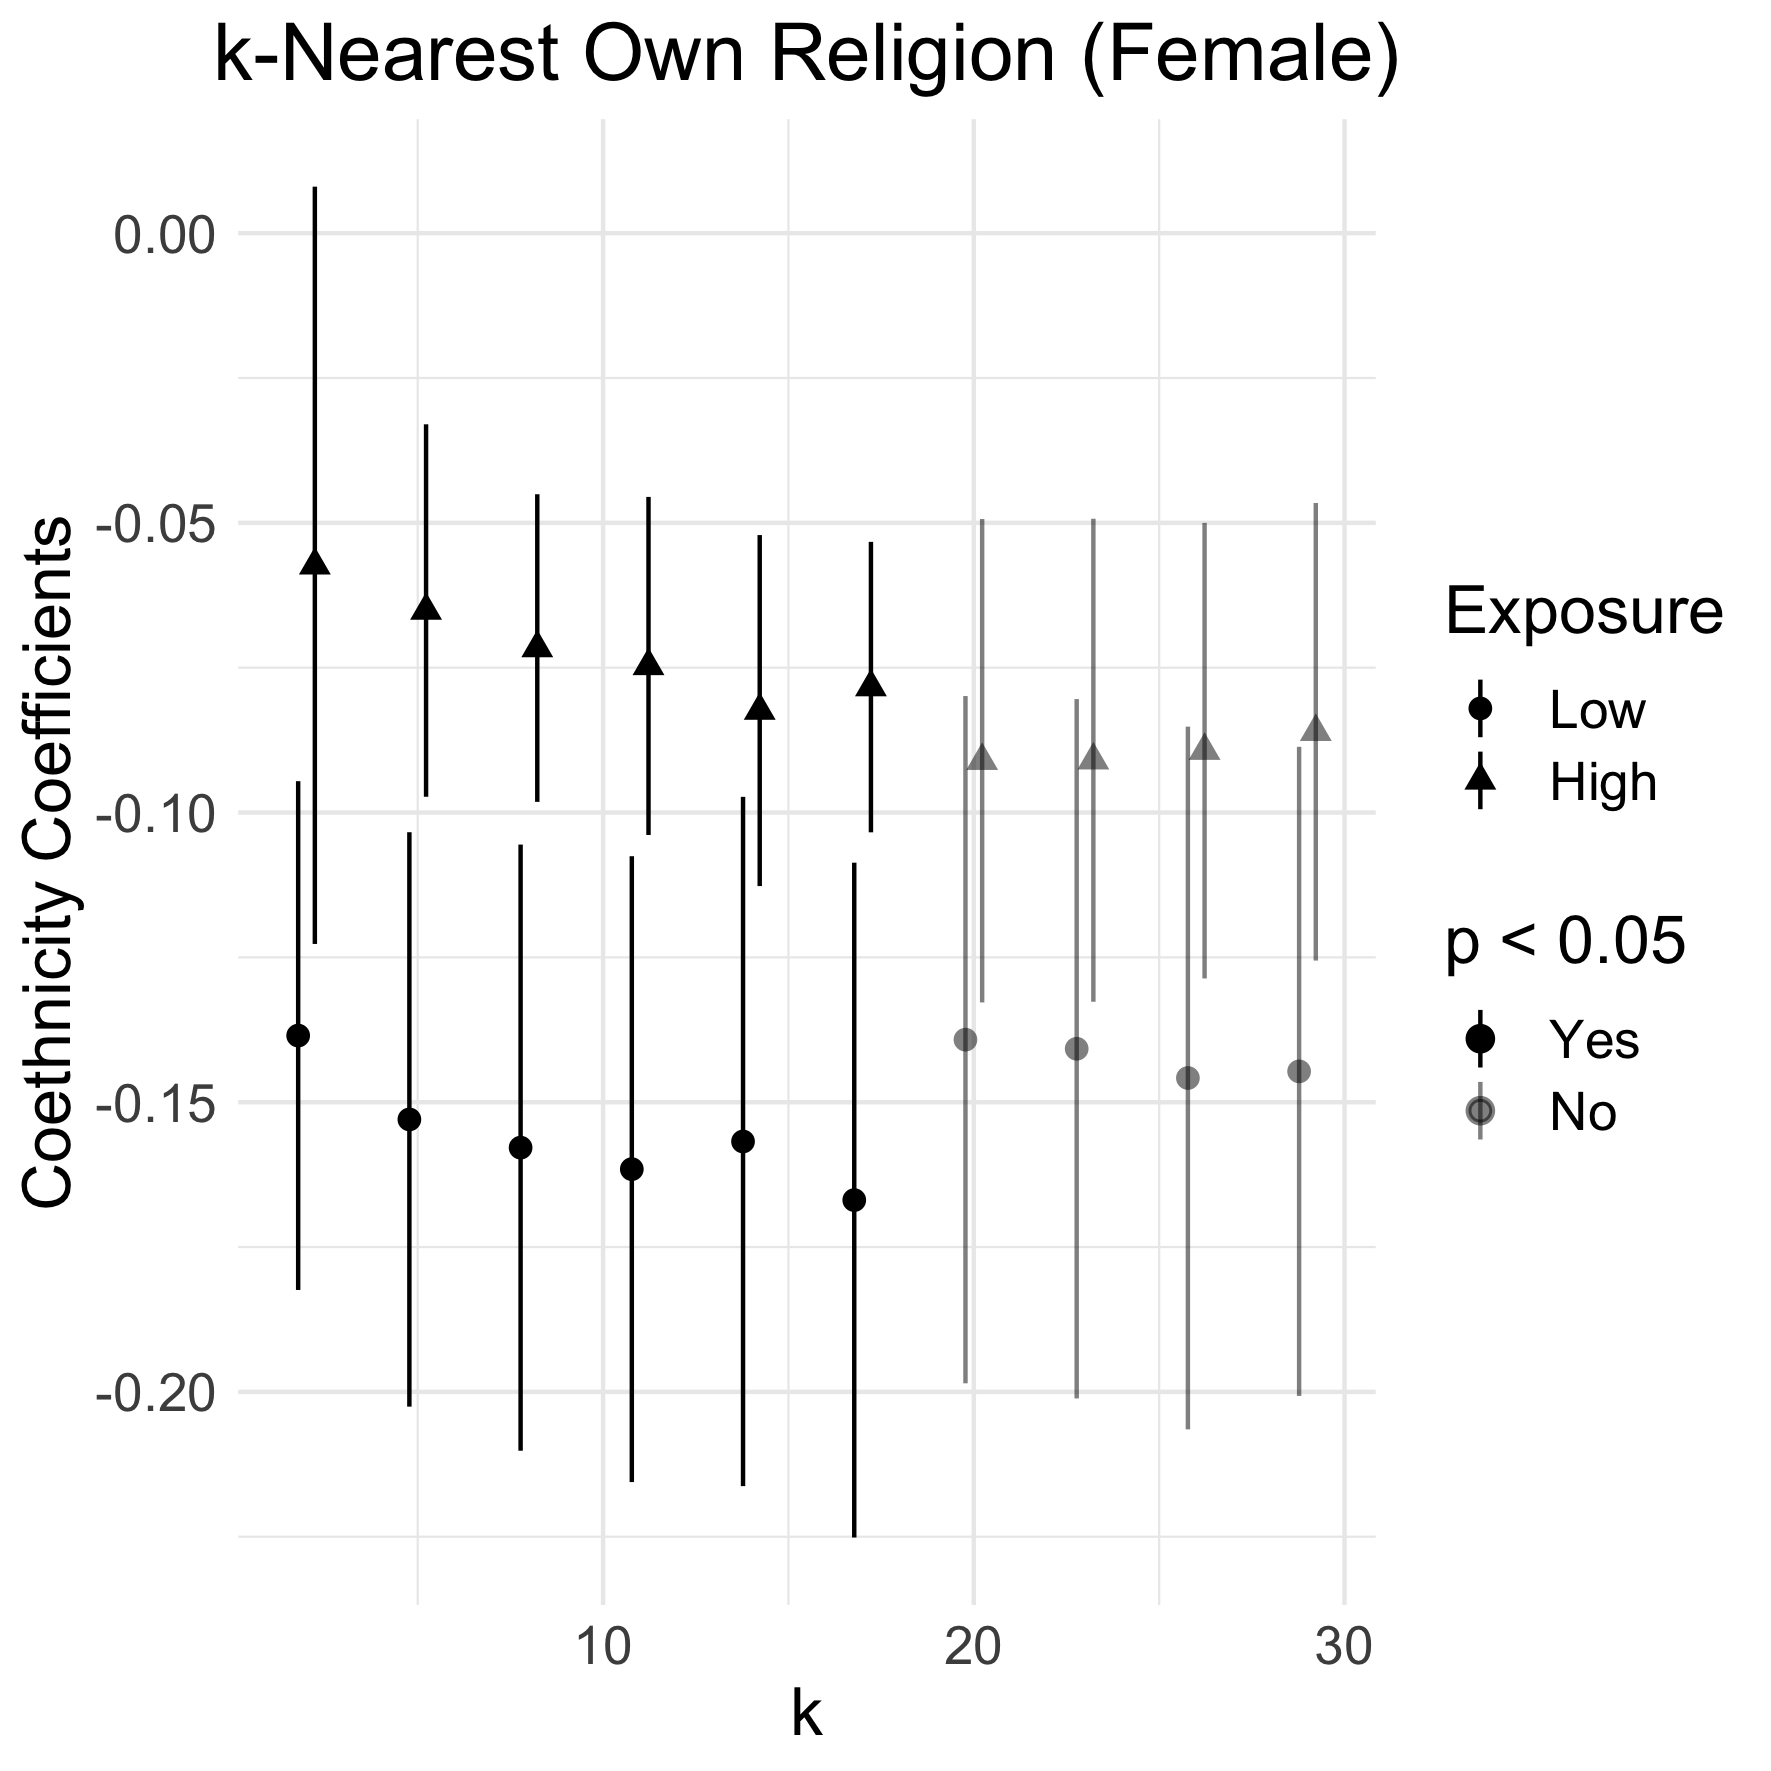 k-Nearest Own Religion (Female)
Coethnicity Coefficients
0.00
-0.05
-0.10
-0.15
-0.20
10
20
30
k
Exposure
Low
High
p < 0.05
Yes
No